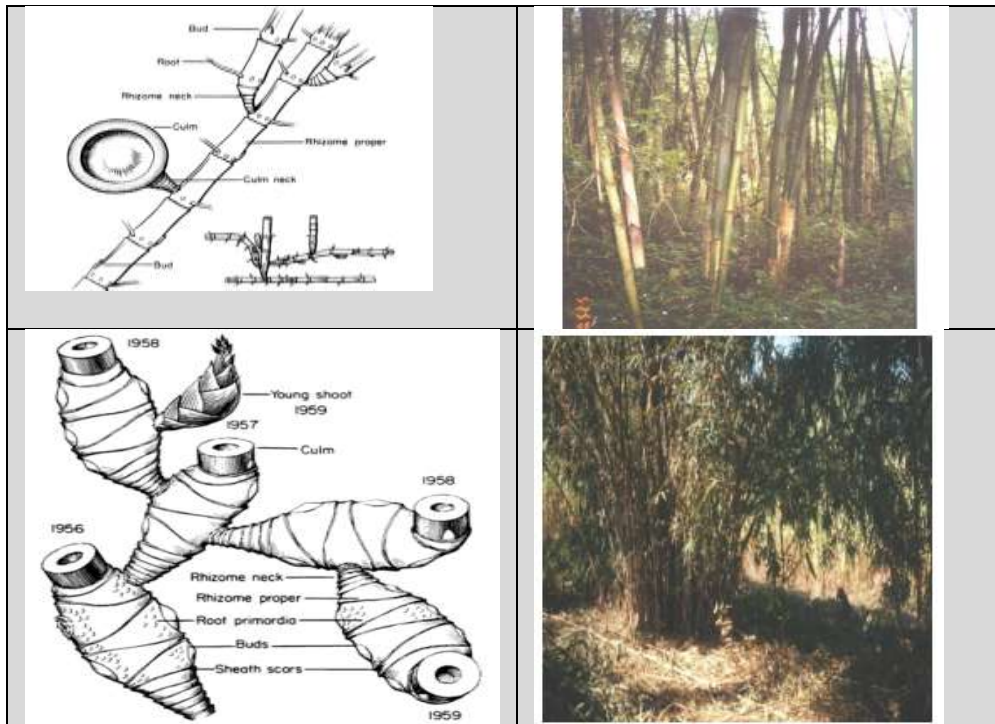 Bud
Root
Rhizome neck
Culm
Rhizome proper
Culm neck
Bud
1958
Young shoot
1959
1957
Culm
1958
1956
Rhizome neck
Rhizome proper
Root primordia
Buds
Sheath scars
1959